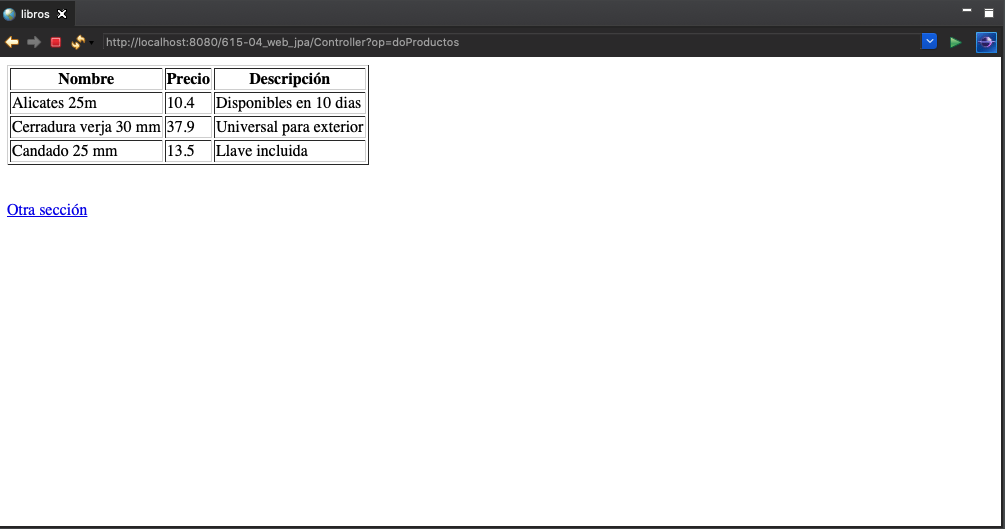 libros
http://localhost:8080/615-04_web_jpa/Controller?op=doProductos
Nombre Precio Descripción
Alicates 25m 10.4 Disponibles en 10 dias
Cerradura verja 30 mm 37.9 Universal para exterior
Candado 25 mm 13.5 Llave incluida
Otra sección